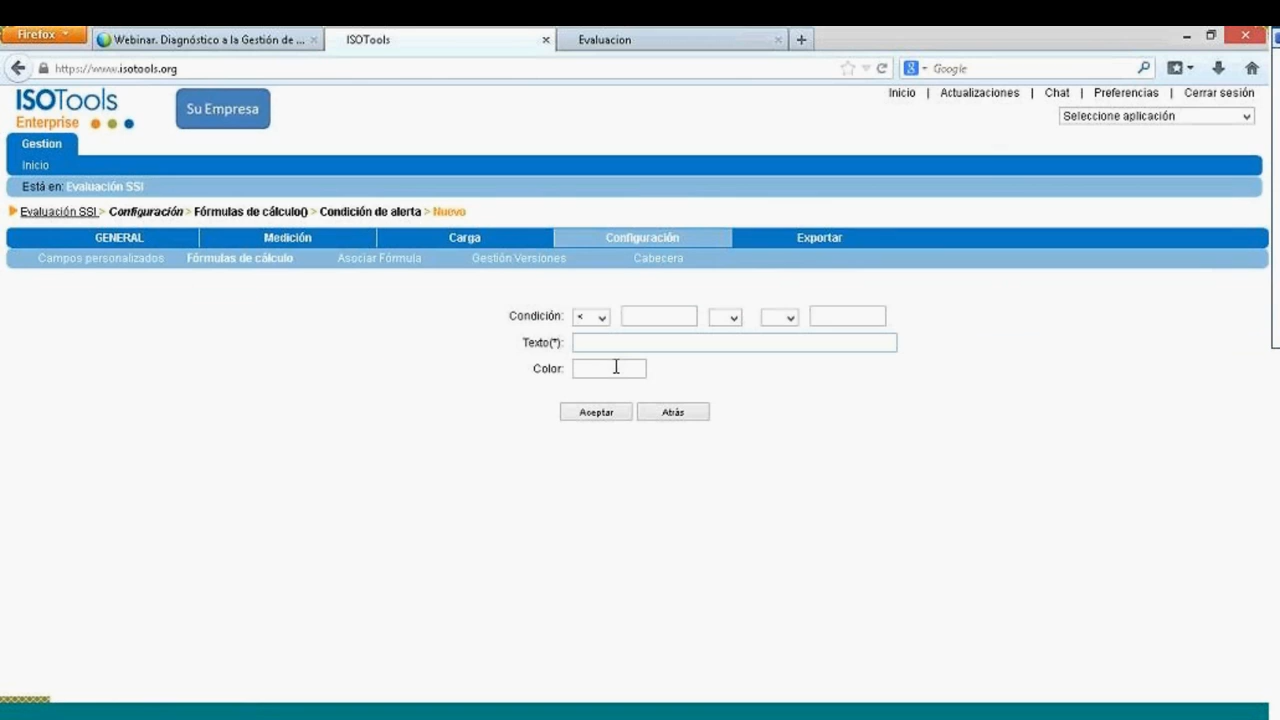 Firefox
Webinar. Diagnóstico a la Gestión de ...
ISOTools
Evaluacion
https://www.isotools.org
Google
ISOTools
Enterprise
Su Empresa
Inicio | Actualizaciones | Chat | Preferencias | Cerrar sesión
Seleccione aplicación
Gestion
Inicio
Está en: Evaluación SSI
Evaluación SSI > Configuración > Fórmulas de cálculo() > Condición de alerta > Nuevo
GENERAL Medición Carga Configuración Exportar
Campos personalizados Fórmulas de cálculo Asociar Fórmula Gestión Versiones Cabecera
Condición: <
Texto(*):
Color:
Aceptar Atrás